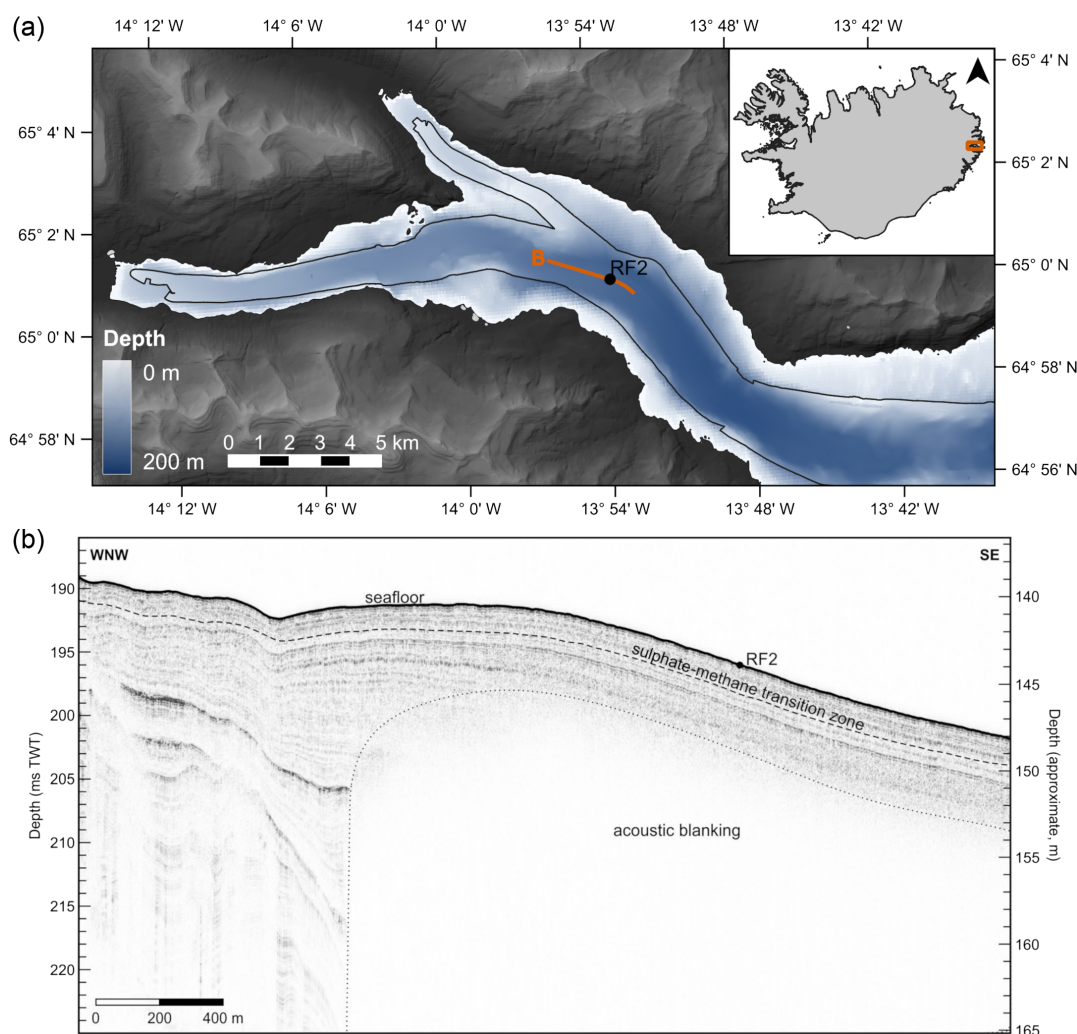 (a)
14° 12' W 14° 6' W 14° 0' W 13° 54' W 13° 48' W 13° 42' W
65° 4' N
65° 4' N
65° 2' N
65° 2' N
B
RF2
65° 0' N
65° 0' N
Depth
0 m
64° 58' N
0 1 2 3 4 5 km
64° 58' N
200 m
64° 56' N
14° 12' W 14° 6' W 14° 0' W 13° 54' W 13° 48' W 13° 42' W
(b)
WNW SE
seafloor
RF2
sulphate-methane transition zone
acoustic blanking
Depth (ms TWT)
190
195
200
205
210
215
220
Depth (approximate, m)
140
145
150
155
160
165
0 200 400 m